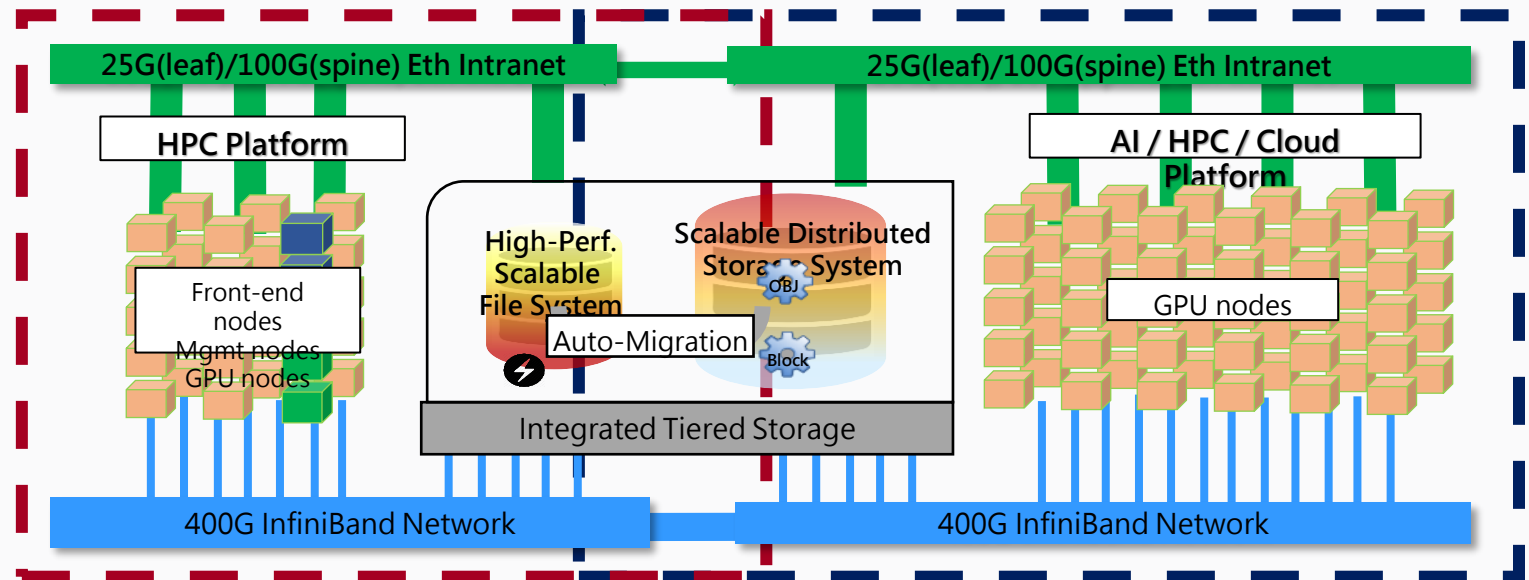 25G(leaf)/100G(spine) Eth Intranet
25G(leaf)/100G(spine) Eth Intranet
HPC Platform
AI / HPC / Cloud
Platform
High-Perf.
Scalable
File System
Scalable Distributed
Storage System
OBJ
Block
Auto-Migration
Front-end
nodes
Mgmt nodes
GPU nodes
GPU nodes
Integrated Tiered Storage
400G InfiniBand Network
400G InfiniBand Network